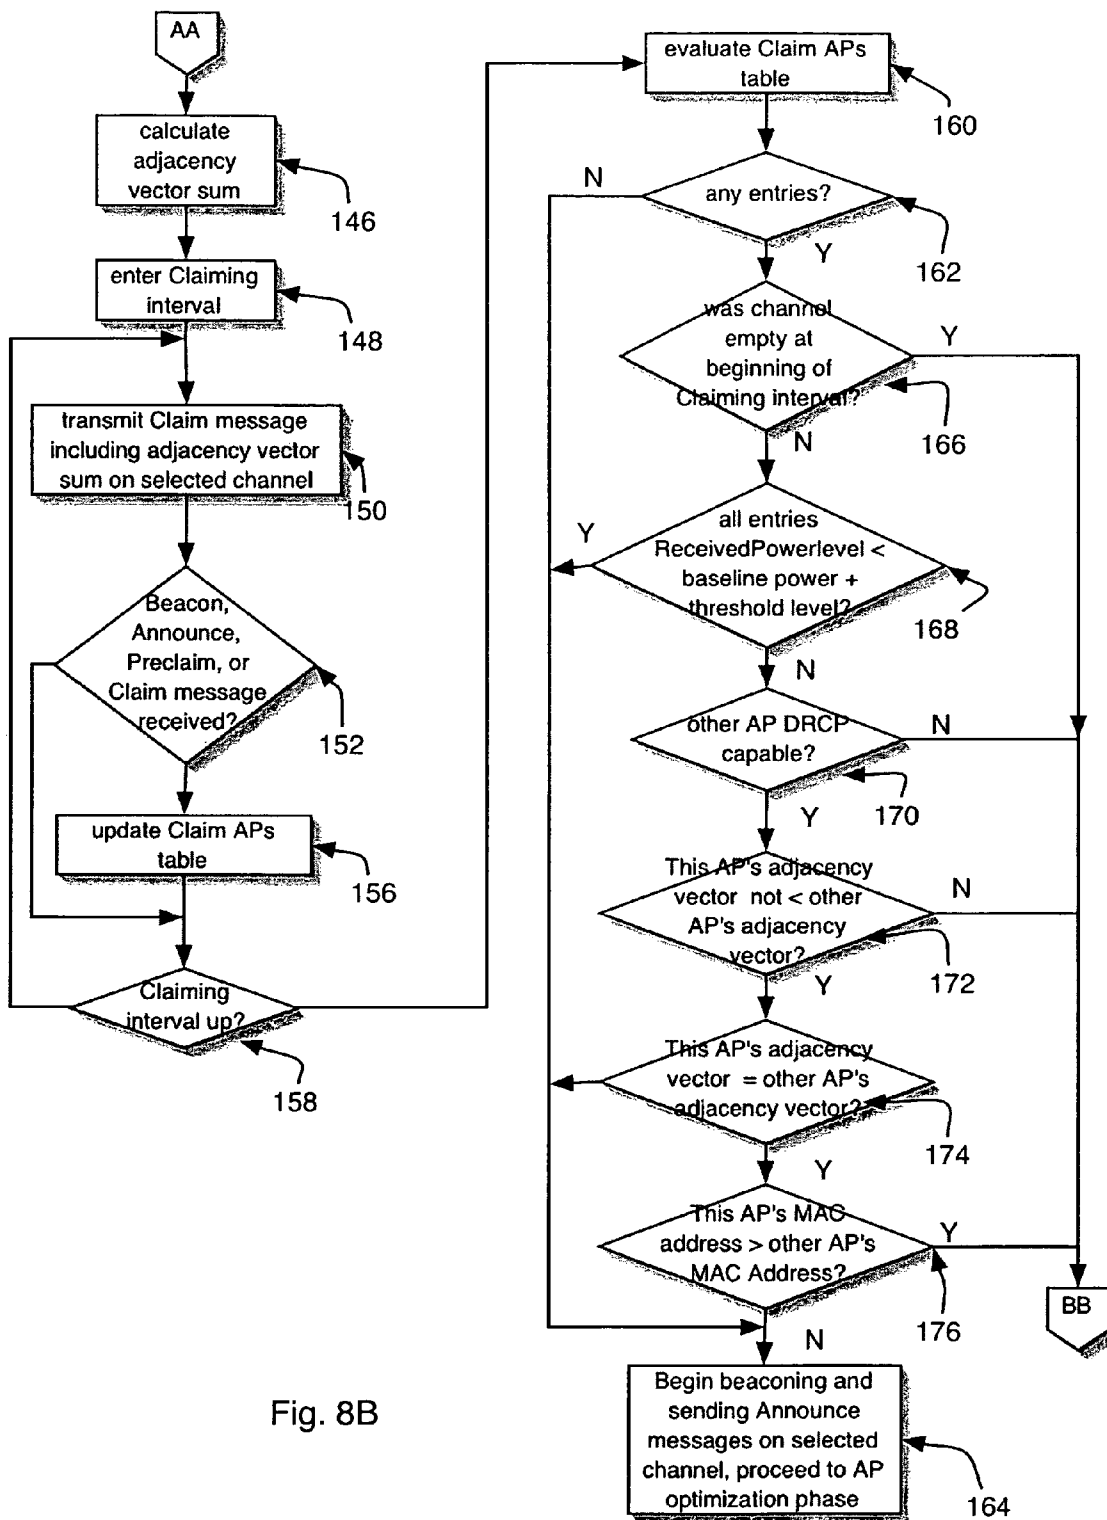 AA
calculate
adjacency
vector sum
146
enter Claiming
interval
148
transmit Claim message
including adjacency vector
sum on selected channel
150
Beacon,
Announce,
Preclaim, or
Claim message
received?
152
update Claim APs
table
156
Claiming
interval up?
158
evaluate Claim APs
table
160
N
any entries?
162
Y
was channel
empty at
beginning of
Claiming interval?
Y
166
N
all entries
ReceivedPowerlevel <
baseline power +
threshold level?
Y
168
N
other AP DRCP
capable?
N
170
Y
This AP's adjacency
vector not < other
AP's adjacency
vector?
N
172
Y
This AP's adjacency
vector = other AP's
adjacency vector?
174
Y
This AP's MAC
address > other AP's
MAC Address?
Y
176
BB
N
Begin beaconing and
sending Announce
messages on selected
channel, proceed to AP
optimization phase
164
Fig. 8B